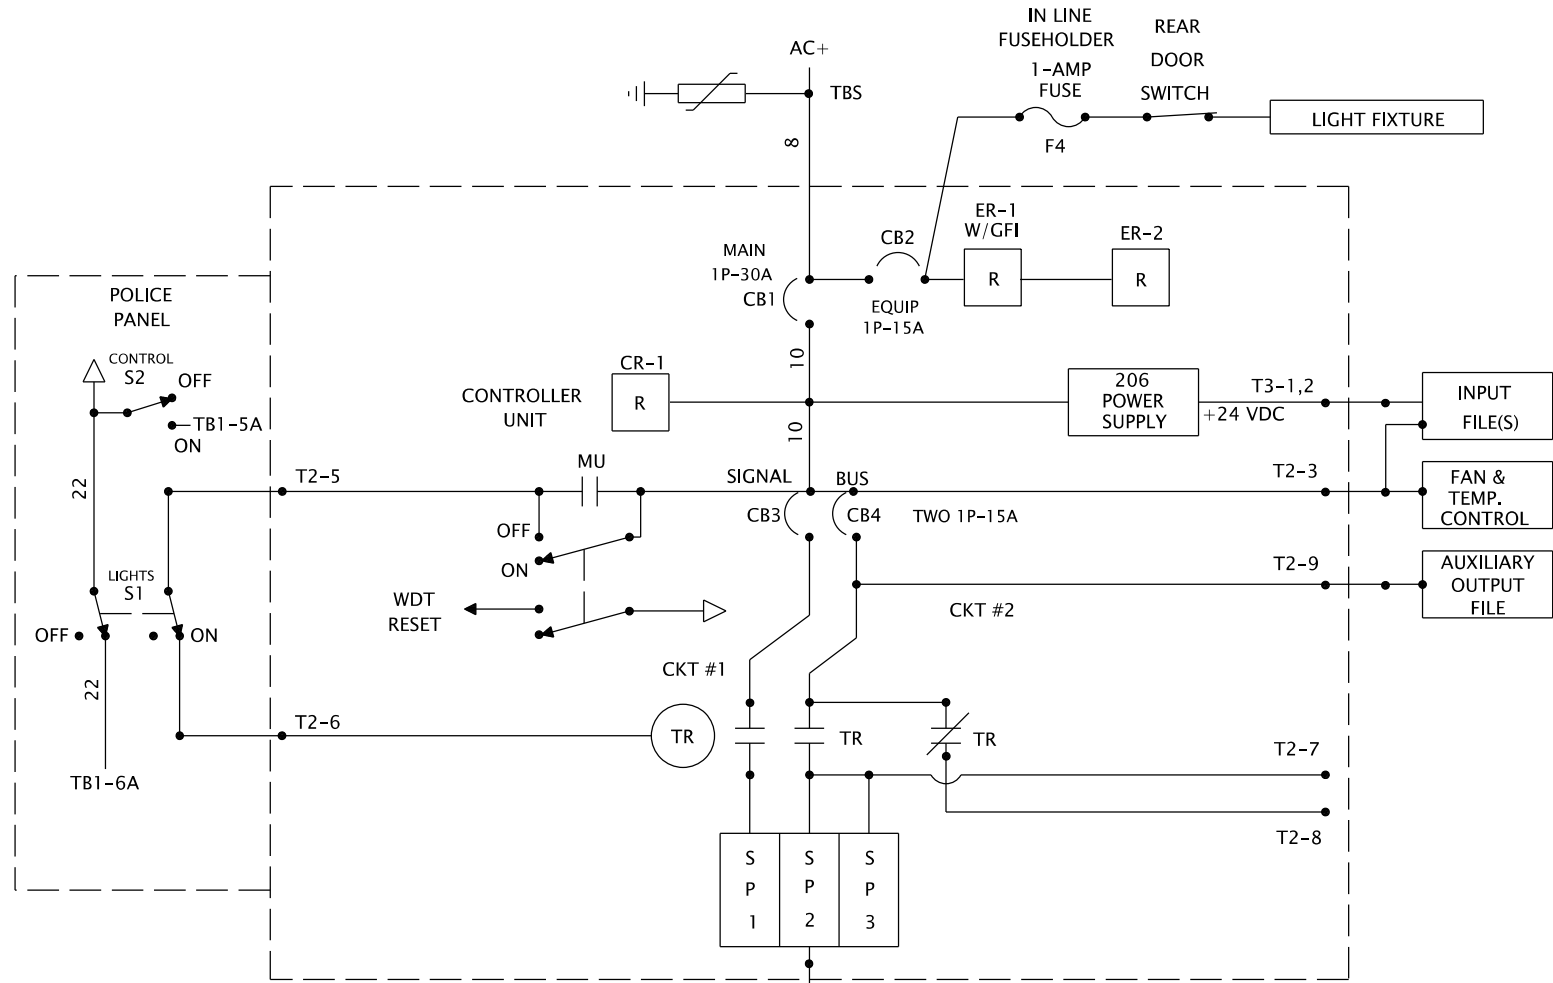 IN LINE
FUSEHOLDER
1-AMP
FUSE
REAR
DOOR
SWITCH
AC+
TBS
8
F4
LIGHT FIXTURE
ER-1
W/GFI
ER-2
CB2
MAIN
1P-30A
CB1
R
R
EQUIP
1P-15A
POLICE
PANEL
CONTROL
S2
OFF
TB1-5A
ON
10
CR-1
CONTROLLER
UNIT
R
206
POWER
SUPPLY
T3-1,2
+24 VDC
INPUT
FILE(S)
10
22
T2-5
MU
SIGNAL
BUS
T2-3
FAN &
TEMP.
CONTROL
CB3
CB4
TWO 1P-15A
OFF
ON
LIGHTS
S1
WDT
RESET
T2-9
AUXILIARY
OUTPUT
FILE
CKT #2
OFF
ON
CKT #1
22
T2-6
TR
TR
TR
T2-7
TB1-6A
T2-8
S
P
1
S
P
2
S
P
3